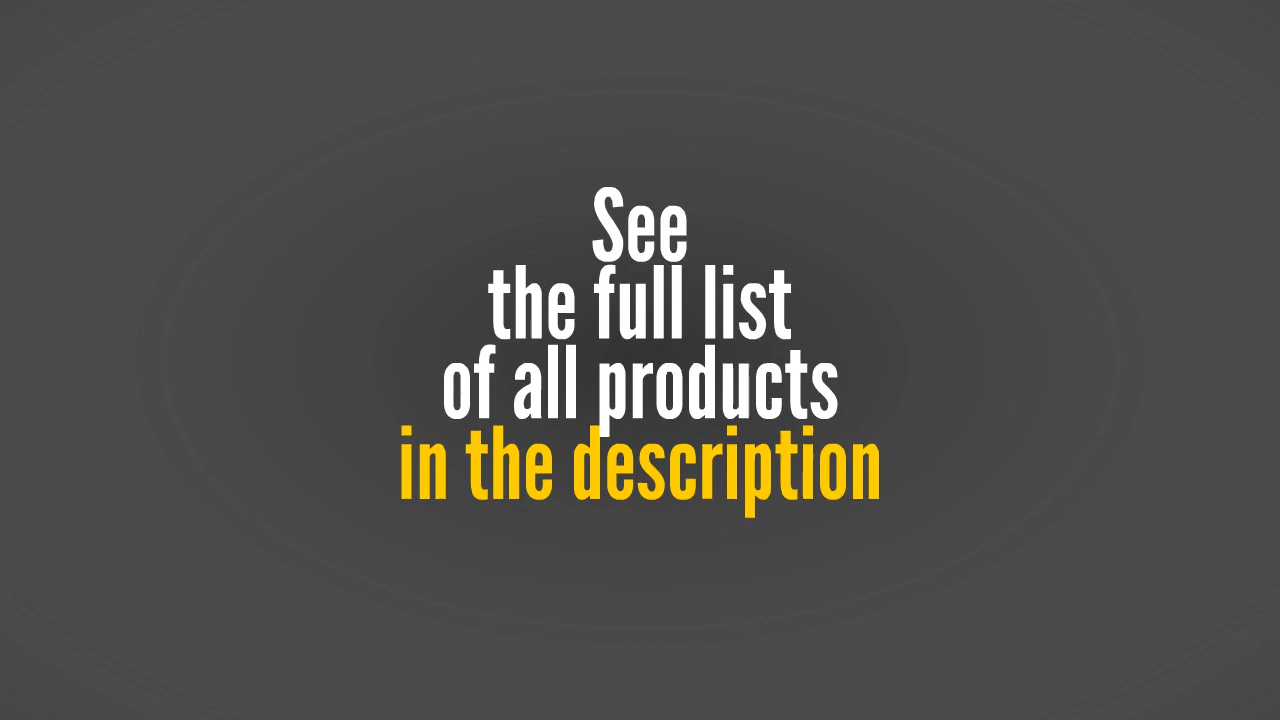 See
the full list
of all products
in the description